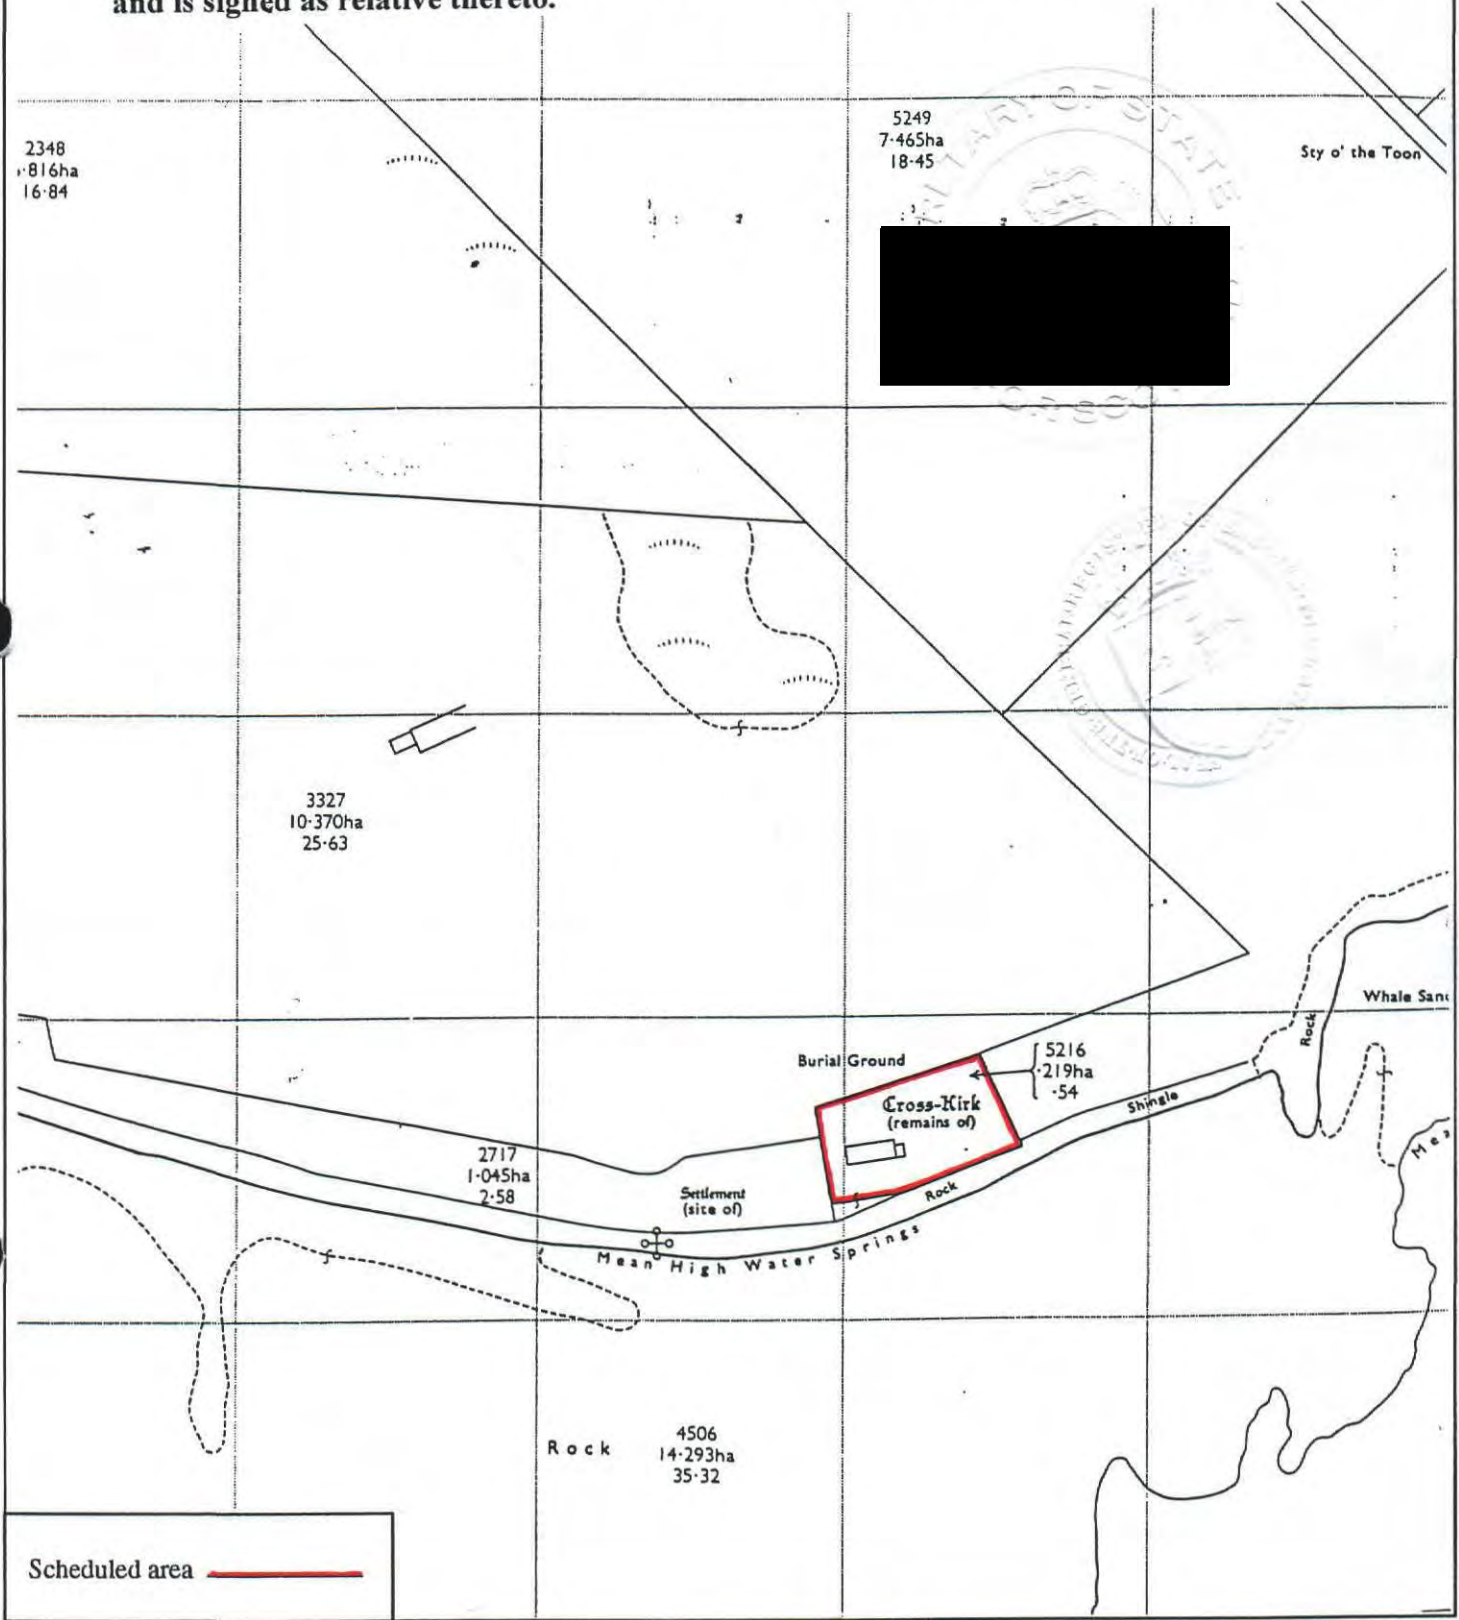 and is signed as relative thereto.
2348
·816ha
16·84
5249
7·465ha
18·45
Sty o' the Toon
3327
10·370ha
25·63
Whale
Rock
Burial Ground
5216
·219ha
·54
Cross-Kirk
(remains of)
Shingle
2717
1·045ha
2·58
Settlement
(site of)
Rock
Mean High Water Springs
Rock
4506
14·293ha
35·32
Scheduled area